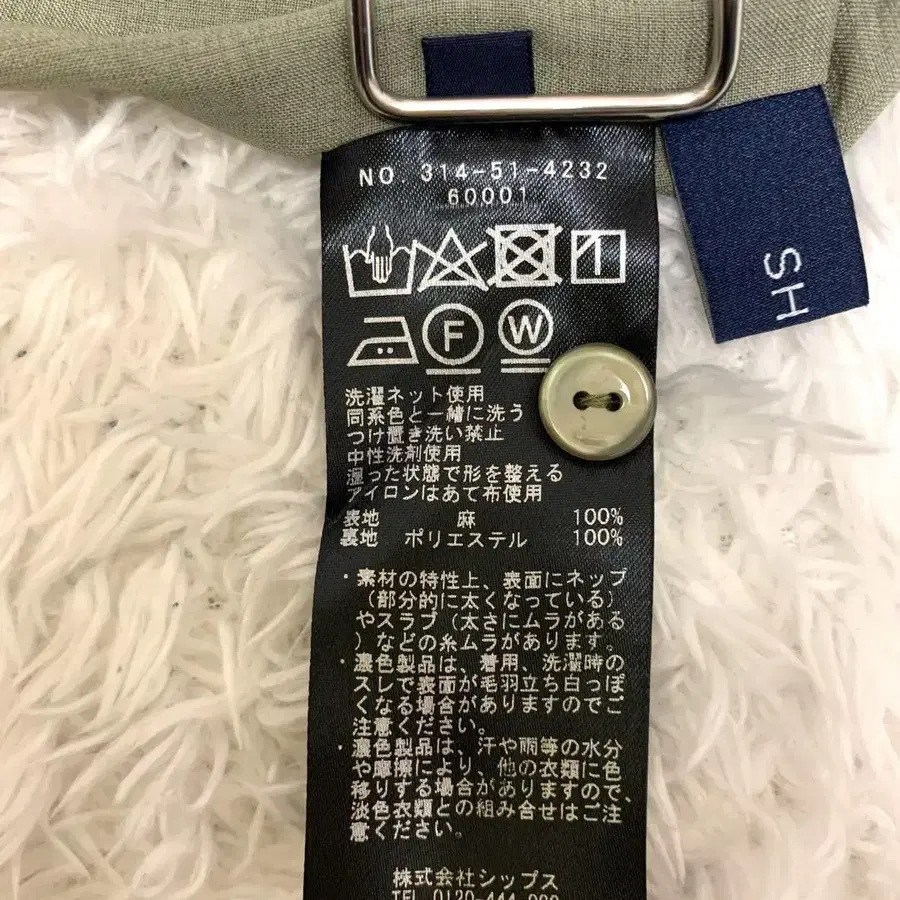 NO. 314-51-4232
60001
F W
洗濯ネット使用
同系色と一緒に洗う
つけ置き洗い禁止
中性洗剤使用
湿った状態で形を整える
アイロンはあて布使用
表地 麻 100%
裏地 ポリエステル 100%
・素材の特性上、表面にネップ
（部分的に太くなっている）
やスラブ（太さにムラがある
）などの糸ムラがあります。
・濃色製品は、着用、洗濯時の
スレで表面が毛羽立ち白っぽ
くなる場合がありますのでご
注意ください。
・濃色製品は、汗や雨等の水分
や摩擦により、他の衣類に色
移りする場合がありますので、
淡色衣類との組み合せはご注
意ください。
株式会社シップス
TEL 0120-444-099
SH